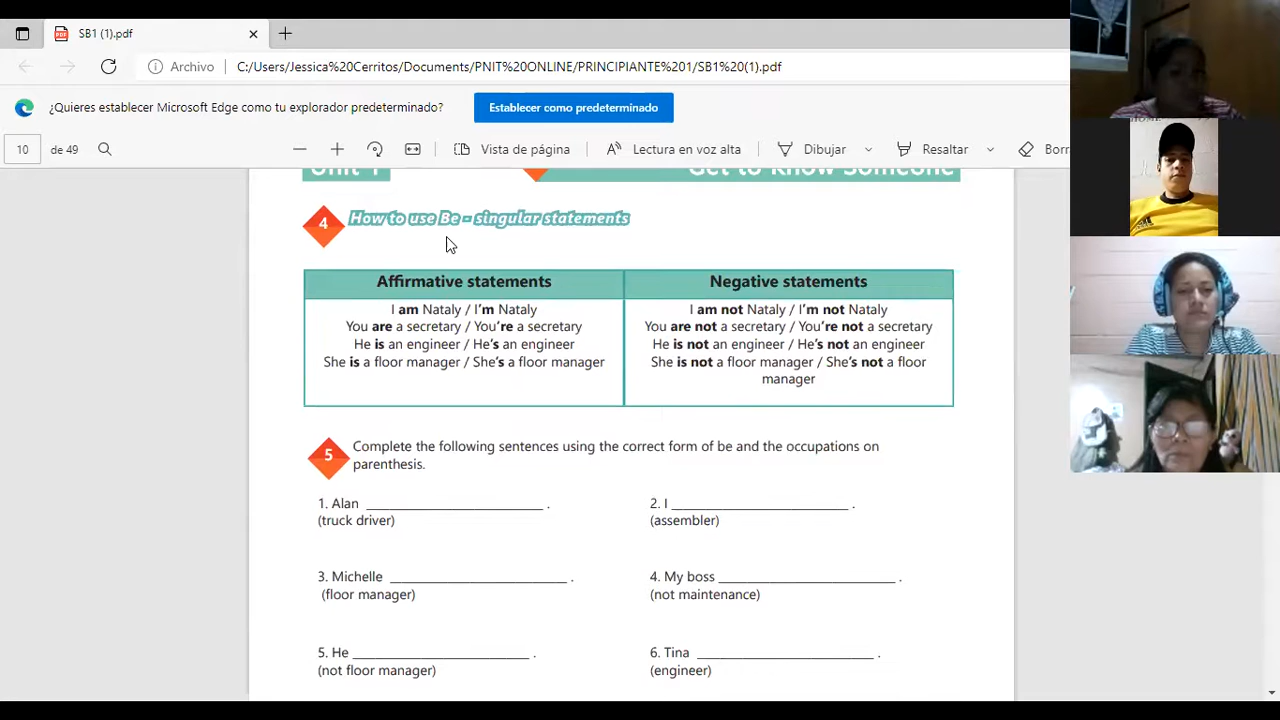 SB1 (1).pdf
Archivo
C:/Users/Jessica%20Cerritos/Documents/PNIT%20ONLINE/PRINCIPIANTE%201/SB1%20(1).pdf
¿Quieres establecer Microsoft Edge como tu explorador predeterminado?
Establecer como predeterminado
10 de 49
Vista de página
Lectura en voz alta
Dibujar
Resaltar
Borr
Unit 1
Get to Know Someone
4 How to use Be - singular statements
Affirmative statements
I am Nataly / I'm Nataly
You are a secretary / You're a secretary
He is an engineer / He's an engineer
She is a floor manager / She's a floor manager
Negative statements
I am not Nataly / I'm not Nataly
You are not a secretary / You're not a secretary
He is not an engineer / He's not an engineer
She is not a floor manager / She's not a floor
manager
5 Complete the following sentences using the correct form of be and the occupations on
parenthesis.
1. Alan ________________________ .
(truck driver)
2. I ________________________ .
(assembler)
3. Michelle ________________________ .
(floor manager)
4. My boss ________________________ .
(not maintenance)
5. He ________________________ .
(not floor manager)
6. Tina ________________________ .
(engineer)